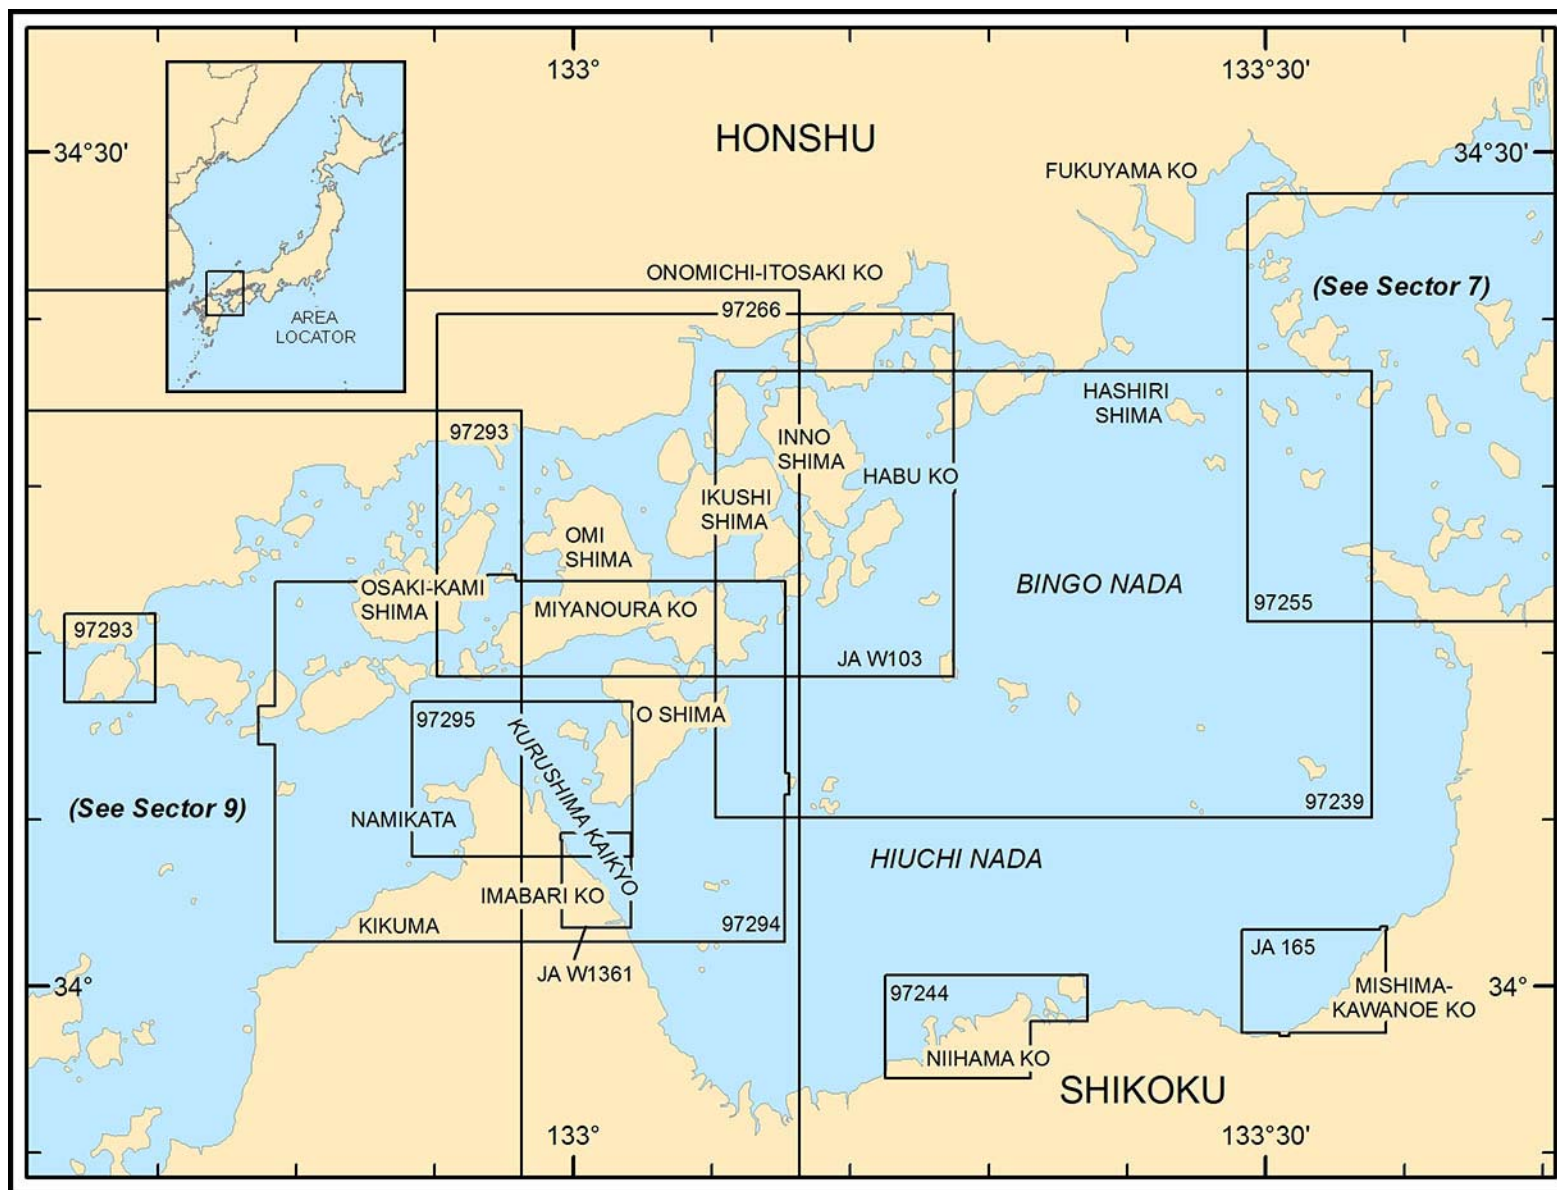 133°
133°30'
HONSHU
34°30'
34°30'
FUKUYAMA KO
ONOMICHI-ITOSAKI KO
(See Sector 7)
97266
AREA
LOCATOR
HASHIRI
SHIMA
97293
INNO
SHIMA
HABU KO
IKUSHI
SHIMA
OMI
SHIMA
OSAKI-KAMI
SHIMA
BINGO NADA
97255
MIYANOURA KO
97293
JA W103
O SHIMA
97295
KURUSHIMA KAIKYO
(See Sector 9)
97239
NAMIKATA
HIUCHI NADA
IMABARI KO
KIKUMA
97294
JA 165
JA W1361
34°
97244
MISHIMA-
KAWANOE KO
34°
NIIHAMA KO
SHIKOKU
133°
133°30'